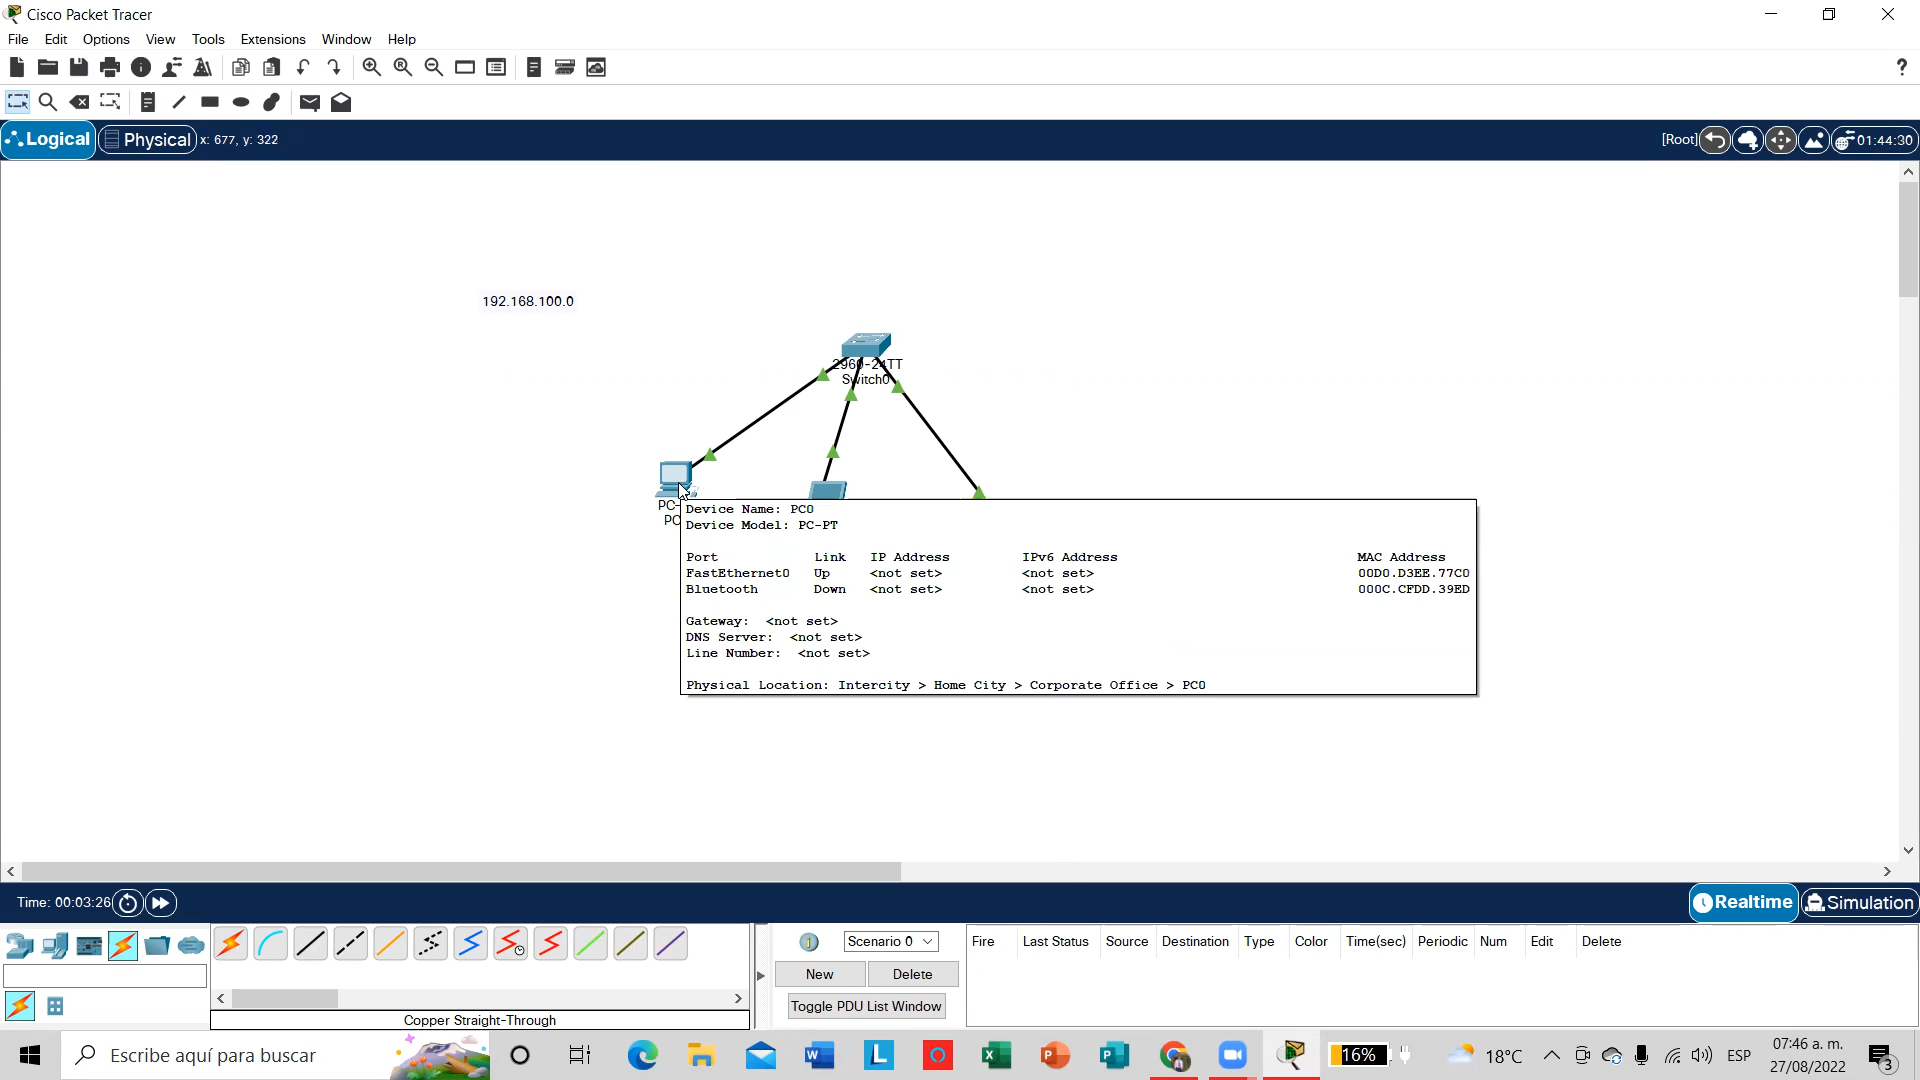 Cisco Packet Tracer
File Edit Options View Tools Extensions Window Help
?
Logical Physical x: 677, y: 322 [Root] 01:44:30
192.168.100.0
2960-24TT
Switch0
PC-
PC
Device Name: PC0
Device Model: PC-PT
Port Link IP Address IPv6 Address MAC Address
FastEthernet0 Up <not set> <not set> 00D0.D3EE.77C0
Bluetooth Down <not set> <not set> 000C.CFDD.39ED
Gateway: <not set>
DNS Server: <not set>
Line Number: <not set>
Physical Location: Intercity > Home City > Corporate Office > PC0
Time: 00:03:26 Realtime Simulation
Scenario 0 Fire Last Status Source Destination Type Color Time(sec) Periodic Num Edit Delete
New Delete
Toggle PDU List Window
Copper Straight-Through
Escribe aquí para buscar 16% 18°C ESP 07:46 a. m.
27/08/2022 3